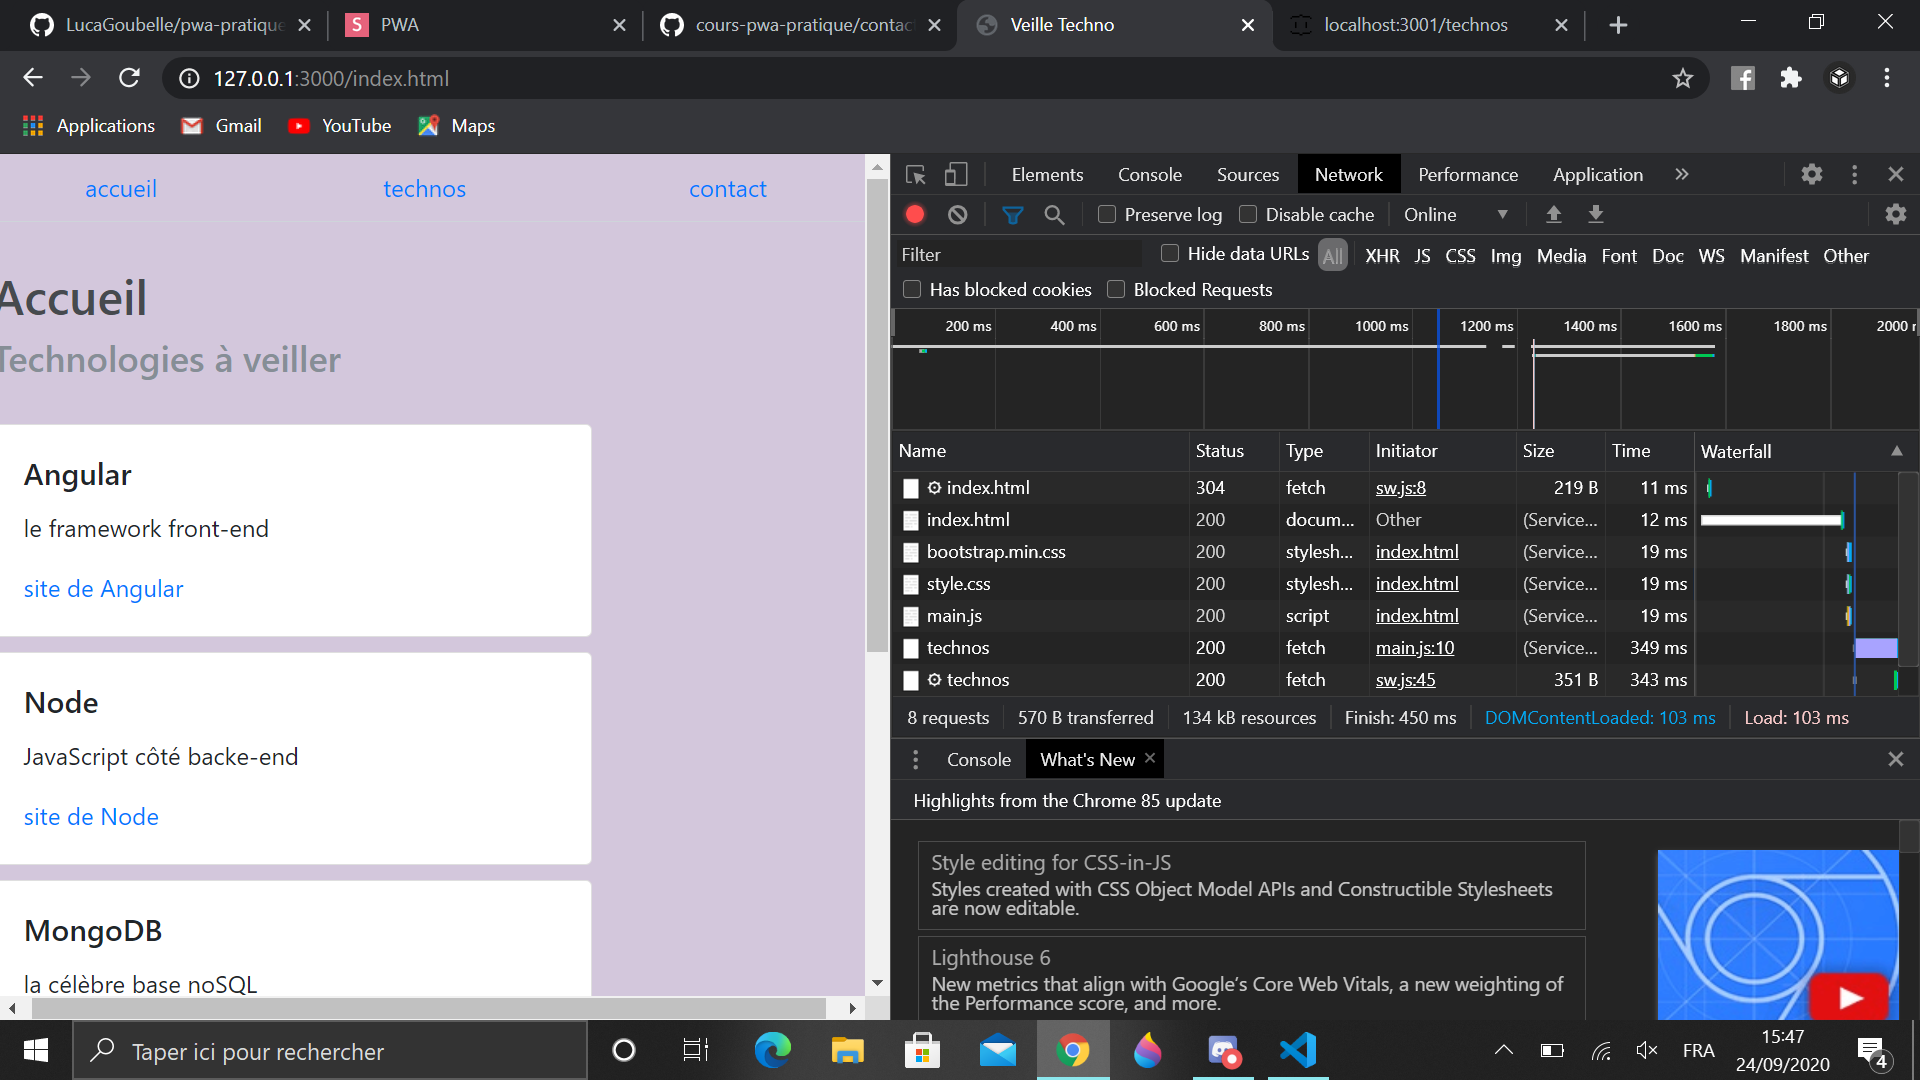 LucaGoubelle/pwa-pratique
PWA
cours-pwa-pratique/contac
Veille Techno
localhost:3001/technos
127.0.0.1:3000/index.html
Applications
Gmail
YouTube
Maps
accueil
technos
contact
Accueil
Technologies à veiller
Angular
le framework front-end
site de Angular
Node
JavaScript côté backe-end
site de Node
MongoDB
la célèbre base noSQL
Elements Console Sources Network Performance Application
Preserve log Disable cache Online
Filter Hide data URLs All XHR JS CSS Img Media Font Doc WS Manifest Other
Has blocked cookies Blocked Requests
200 ms 400 ms 600 ms 800 ms 1000 ms 1200 ms 1400 ms 1600 ms 1800 ms 2000
Name Status Type Initiator Size Time Waterfall
index.html 304 fetch sw.js:8 219 B 11 ms
index.html 200 docum... Other (Service... 12 ms
bootstrap.min.css 200 stylesh... index.html (Service... 19 ms
style.css 200 stylesh... index.html (Service... 19 ms
main.js 200 script index.html (Service... 19 ms
technos 200 fetch main.js:10 (Service... 349 ms
technos 200 fetch sw.js:45 351 B 343 ms
8 requests 570 B transferred 134 kB resources Finish: 450 ms DOMContentLoaded: 103 ms Load: 103 ms
Console What's New
Highlights from the Chrome 85 update
Style editing for CSS-in-JS
Styles created with CSS Object Model APIs and Constructible Stylesheets
are now editable.
Lighthouse 6
New metrics that align with Google's Core Web Vitals, a new weighting of
the Performance score, and more.
Taper ici pour rechercher
FRA
15:47
24/09/2020
4